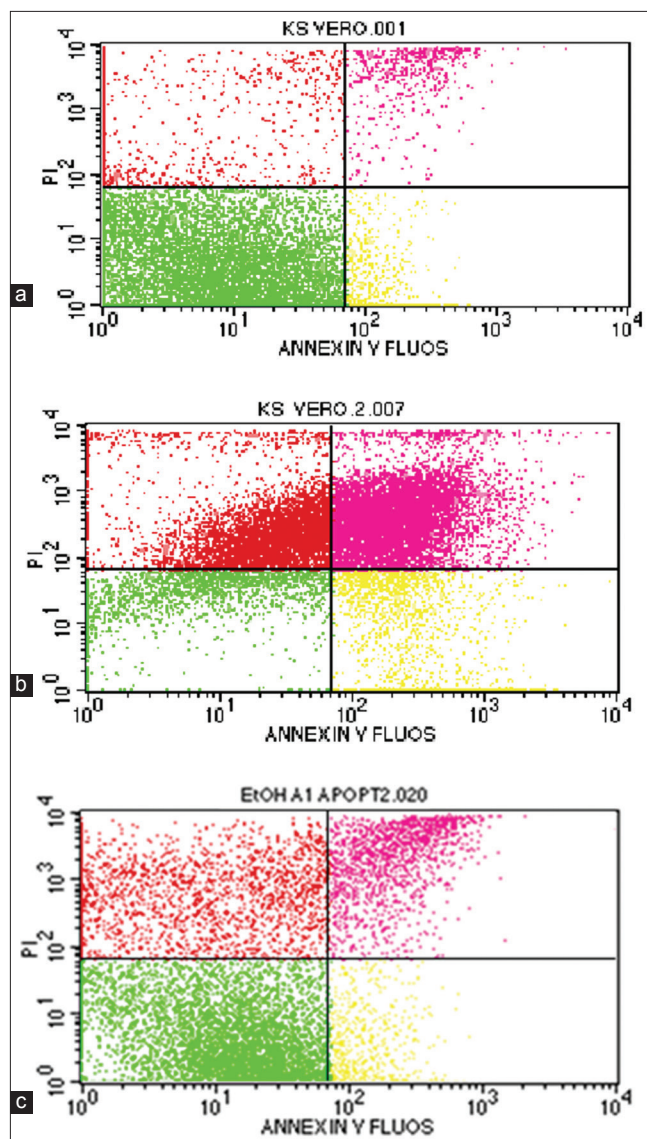 KS VERO.001
10^4
10^3
10^2
10^1
10^0
PI
a
10^0 10^1 10^2 10^3 10^4
ANNEXIN V FLUOS
KS VERO.2.007
10^4
10^3
10^2
10^1
10^0
PI
b
10^0 10^1 10^2 10^3 10^4
ANNEXIN V FLUOS
EtOH A1 APOPT2.020
10^4
10^3
10^2
10^1
10^0
PI
c
10^0 10^1 10^2 10^3 10^4
ANNEXIN V FLUOS